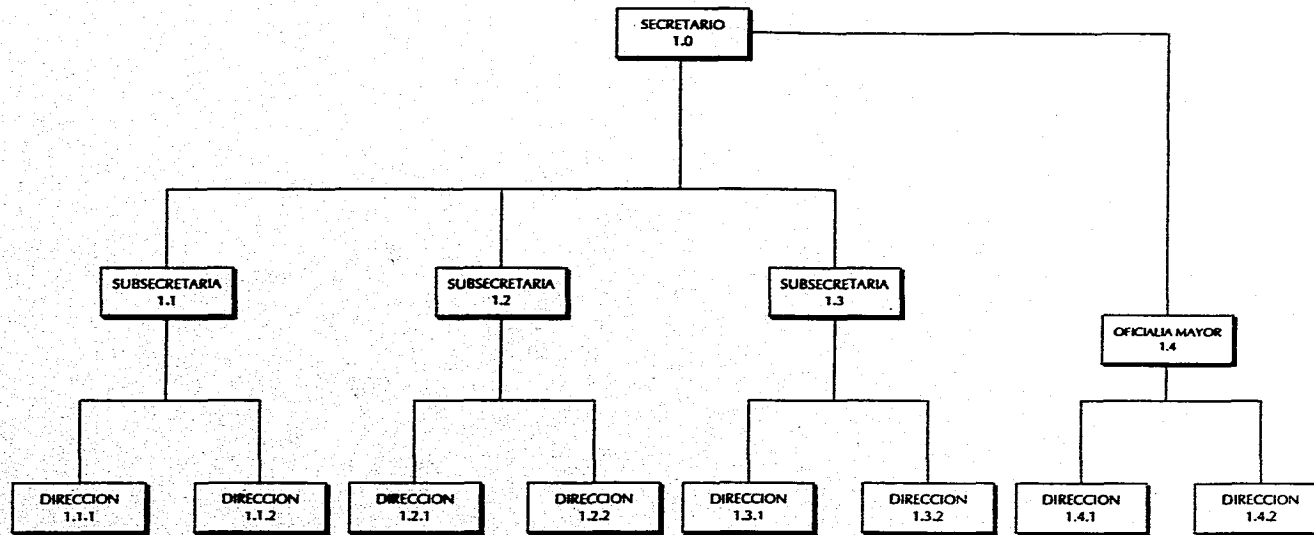 SECRETARIO
1.0
SUBSECRETARIA
1.1
SUBSECRETARIA
1.2
SUBSECRETARIA
1.3
OFICIALIA MAYOR
1.4
DIRECCION
1.1.1
DIRECCION
1.1.2
DIRECCION
1.2.1
DIRECCION
1.2.2
DIRECCION
1.3.1
DIRECCION
1.3.2
DIRECCION
1.4.1
DIRECCION
1.4.2